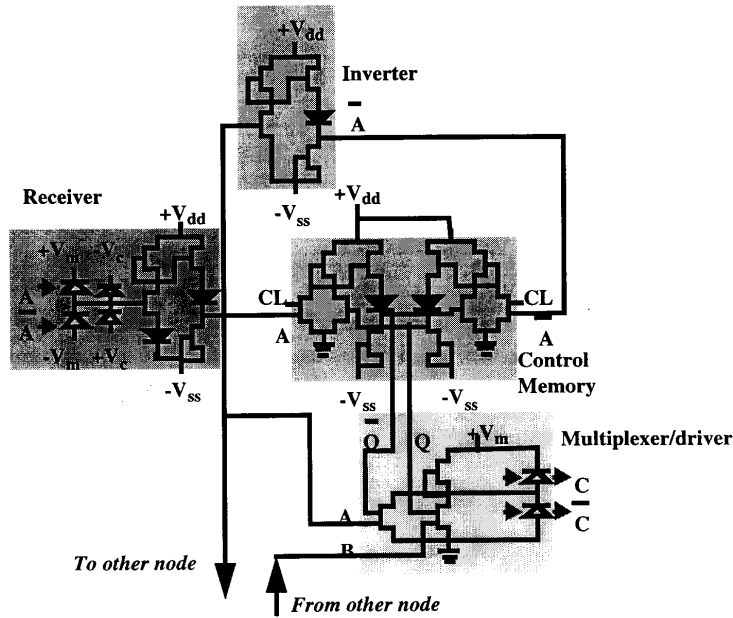 +Vdd
Inverter
A
-Vss
Receiver
+Vdd
+Vdd
+Vm -Vc
A
A
-Vm +Vc
-Vss
CL
CL
A
A
Control
Memory
-Vss
-Vss
Q Q
+Vm
Multiplexer/driver
C
C
A
B
To other node
From other node